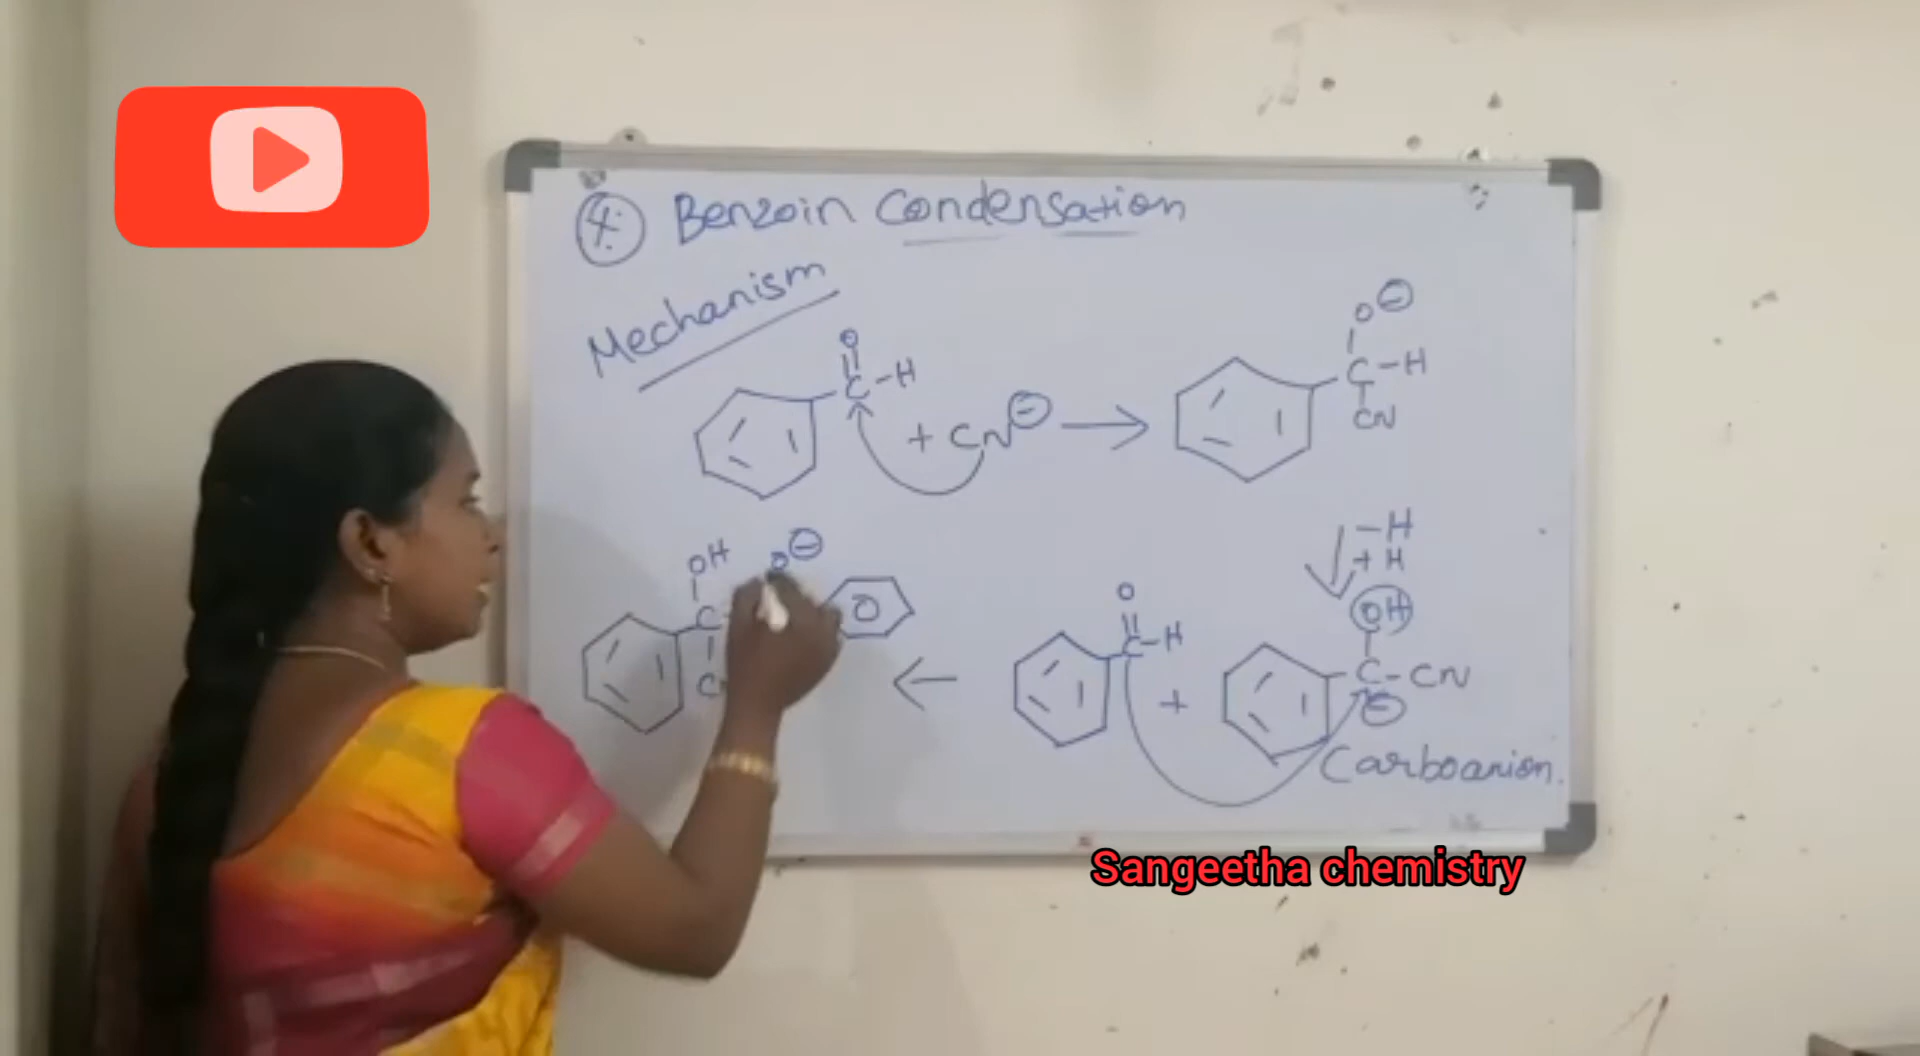 4. Benzoin Condensation
Mechanism
O
C-H
+ CN⊖ →
O⊖
C-H
CN
-H
+ H
OH
C-CN
⊖
Carboanion.
O
C-H
+
←
OH
C
O⊖
Sangeetha chemistry